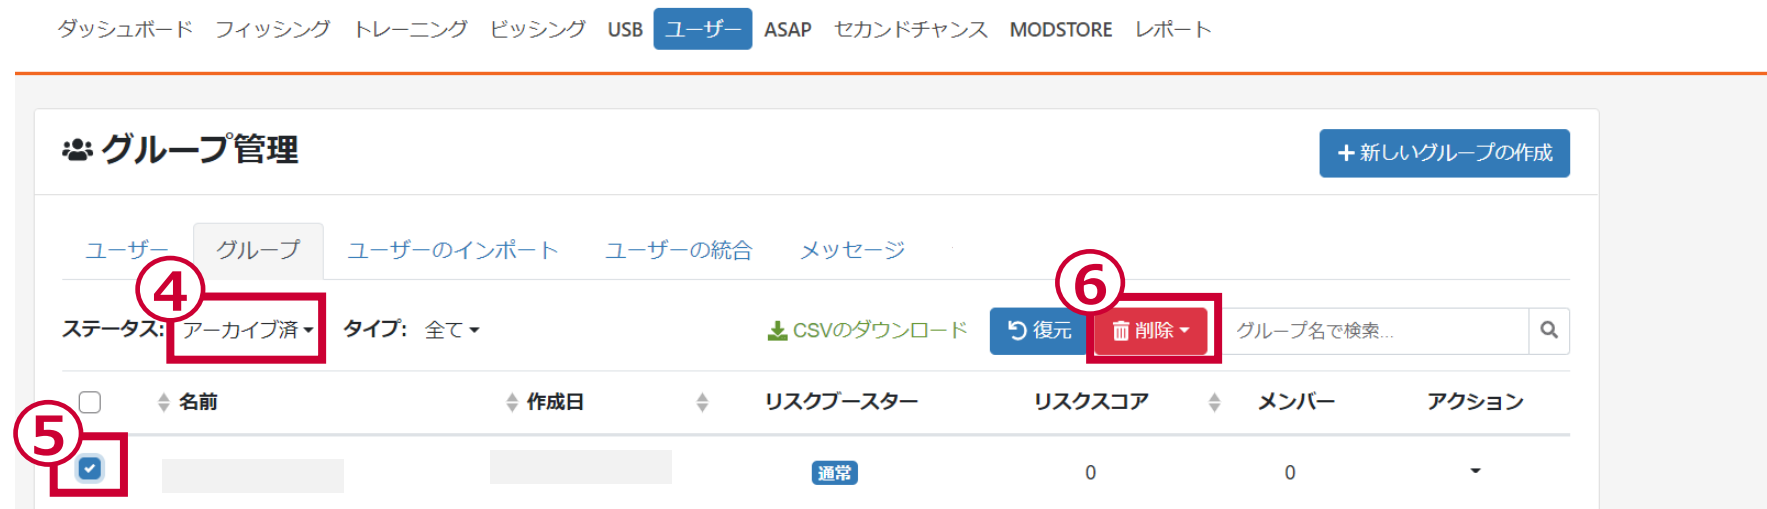 ダッシュボード フィッシング トレーニング ビッシング USB ユーザー ASAP セカンドチャンス MODSTORE レポート
グループ管理
+ 新しいグループの作成
ユーザー グループ ユーザーのインポート ユーザーの統合 メッセージ
④ ⑥
ステータス: アーカイブ済 タイプ: 全て CSVのダウンロード 復元 削除 グループ名で検索...
名前 作成日 リスクブースター リスクスコア メンバー アクション
⑤
通常 0 0